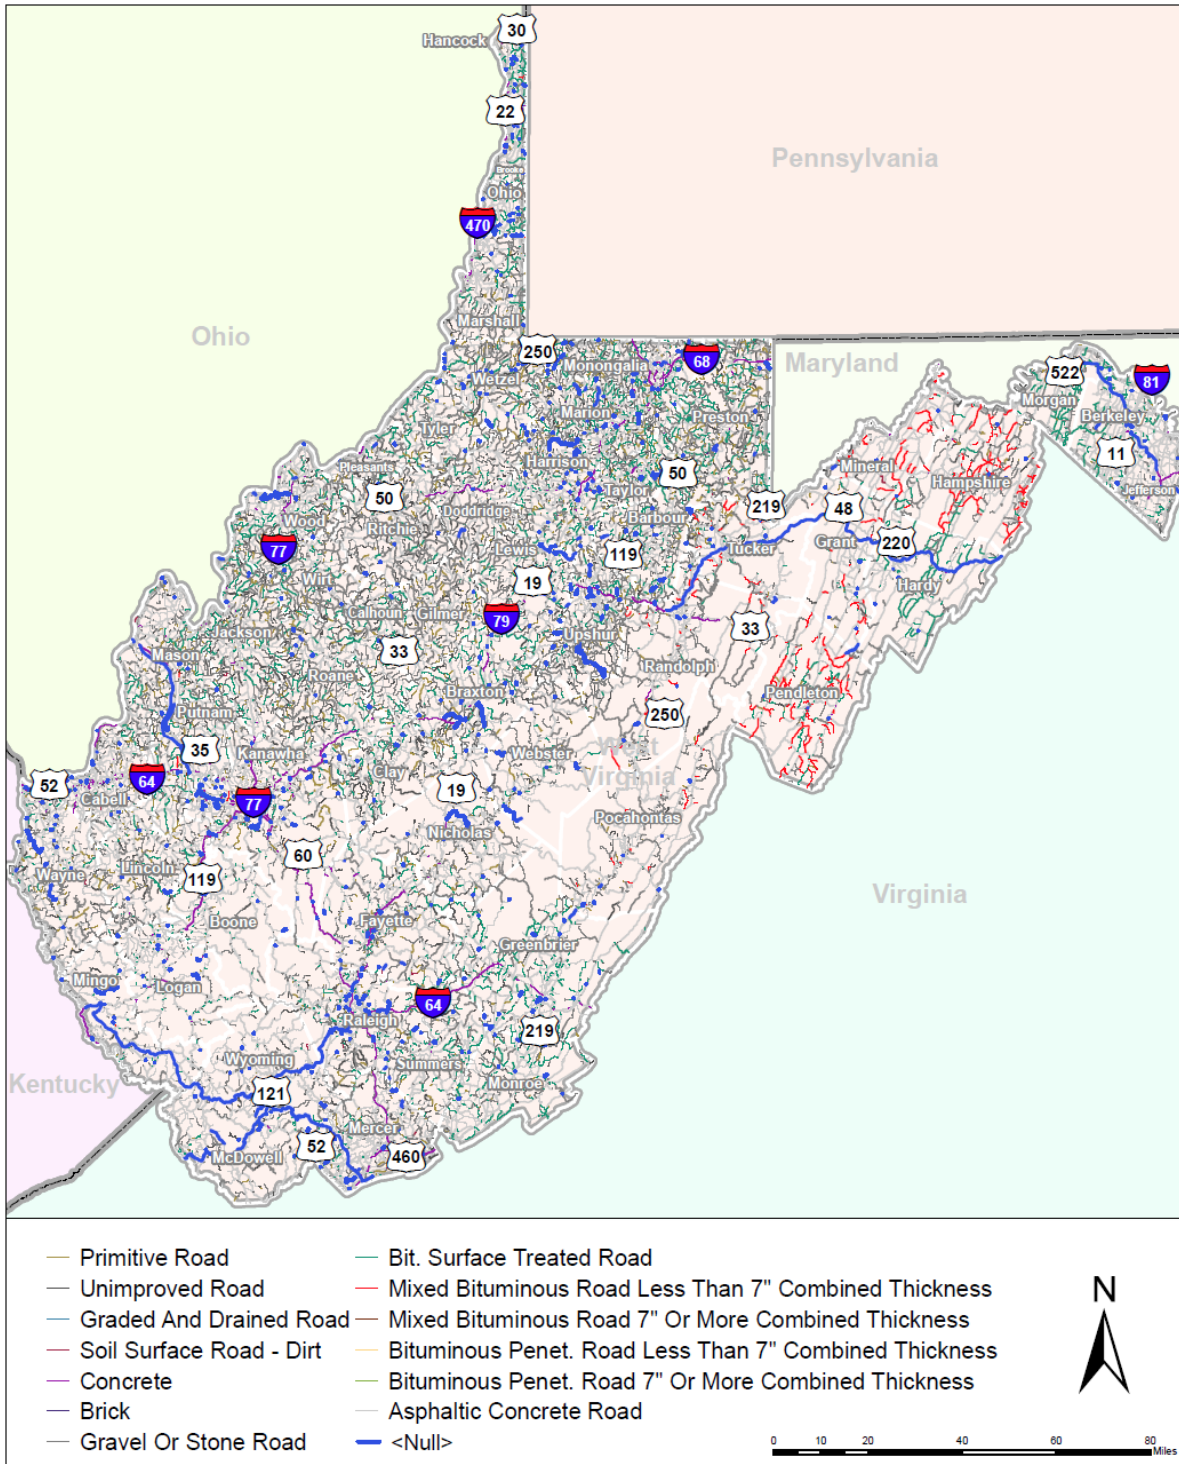 30
Hancock
22
Pennsylvania
Brooke
Ohio
470
Marshall
Ohio
250
68
Maryland
Monongalia
Wetzel
522
81
Morgan
Marion
Preston
Berkeley
Tyler
11
Harrison
Mineral
Pleasants
50
Hampshire
Jefferson
50
Taylor
219
48
Doddridge
Wood
Ritchie
Barbour
77
Lewis
119
Tucker
Grant
220
Wirt
19
Hardy
Calhoun
Gilmer
79
33
Jackson
Upshur
33
Mason
Roane
Randolph
Braxton
Pendleton
Putnam
250
35
Kanawha
Webster
West
Virginia
52
64
Clay
77
19
Cabell
Nicholas
Pocahontas
60
Lincoln
119
Wayne
Virginia
Boone
Fayette
Greenbrier
Mingo
Logan
64
Raleigh
219
Wyoming
Summers
Kentucky
121
Monroe
Mercer
52
McDowell
460
Primitive Road
Unimproved Road
Graded And Drained Road
Soil Surface Road - Dirt
Concrete
Brick
Gravel Or Stone Road
Bit. Surface Treated Road
Mixed Bituminous Road Less Than 7" Combined Thickness
Mixed Bituminous Road 7" Or More Combined Thickness
Bituminous Penet. Road Less Than 7" Combined Thickness
Bituminous Penet. Road 7" Or More Combined Thickness
Asphaltic Concrete Road
<Null>
N
0 10 20 40 60 80
Miles